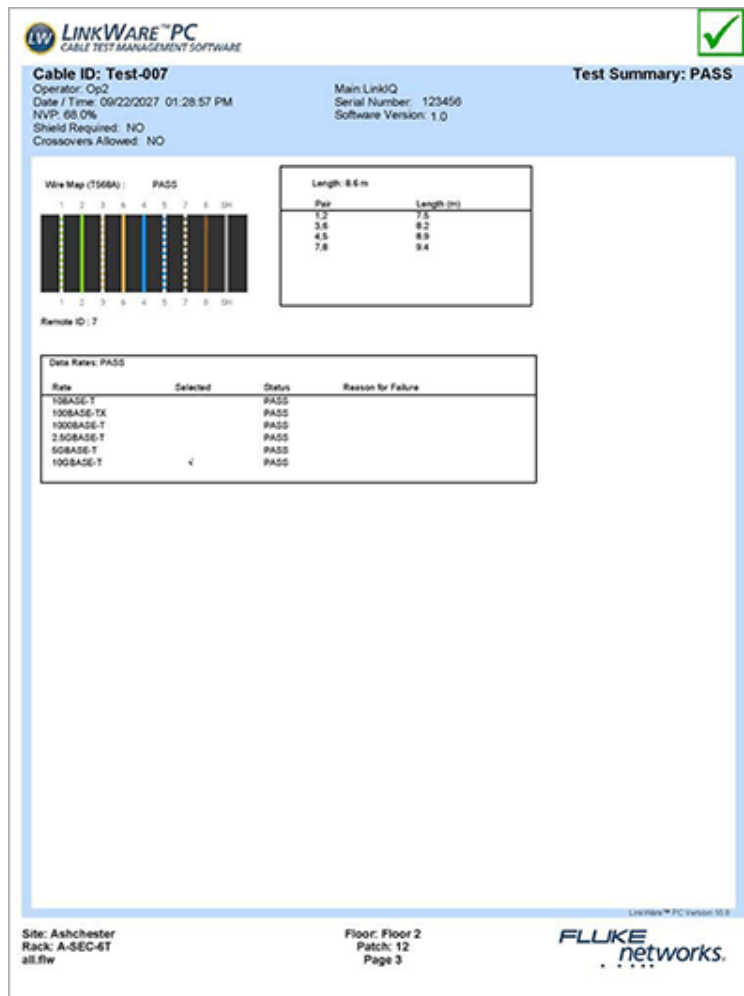 LW LINKWARE™PC
CABLE TEST MANAGEMENT SOFTWARE
Cable ID: Test-007
Test Summary: PASS
Operator: Op2
Date / Time: 09/22/2027 01:28:57 PM
NVP: 68.0%
Shield Required: NO
Crossovers Allowed: NO
Main:LinkIQ
Serial Number: 123456
Software Version: 1.0
Wire Map (T568A) : PASS
1 2 3 6 4 5 7 8 SH
1 2 3 6 4 5 7 8 SH
Remote ID : 7
Length: 8.6 m
Pair Length (m)
1,2 7.5
3,6 8.2
4,5 8.9
7,8 9.4
Data Rates: PASS
Rate Selected Status Reason for Failure
10BASE-T PASS
100BASE-TX PASS
1000BASE-T PASS
2.5GBASE-T PASS
5GBASE-T PASS
10GBASE-T √ PASS
LinkWare™ PC Version 10.8
Site: Ashchester
Rack: A-SEC-6T
all.flw
Floor: Floor 2
Patch: 12
Page 3
FLUKE
networks.